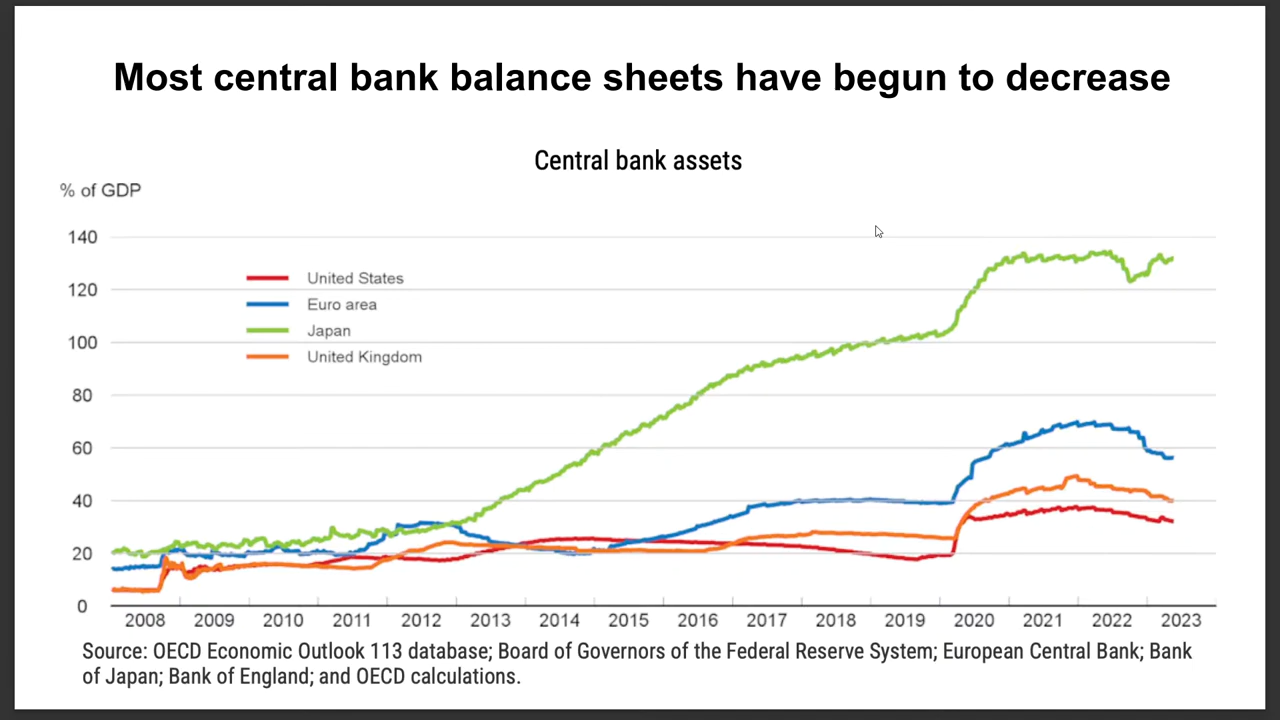 Most central bank balance sheets have begun to decrease
Central bank assets
% of GDP
140
120
100
80
60
40
20
0
United States
Euro area
Japan
United Kingdom
2008 2009 2010 2011 2012 2013 2014 2015 2016 2017 2018 2019 2020 2021 2022 2023
Source: OECD Economic Outlook 113 database; Board of Governors of the Federal Reserve System; European Central Bank; Bank
of Japan; Bank of England; and OECD calculations.